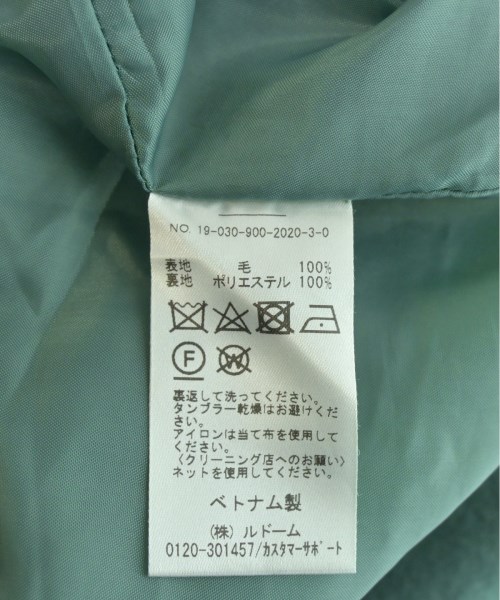 NO 19-030-900-2020-3-0
表地 毛 100%
裏地 ポリエステル 100%
F
W
裏返して洗ってください。
タンブラー乾燥はお避けくだ
さい。
アイロンは当て布を使用して
ください。
〈クリーニング店へのお願い〉
ネットを使用してください。
ベトナム製
(株) ルドーム
0120-301457/カスタマーサポート